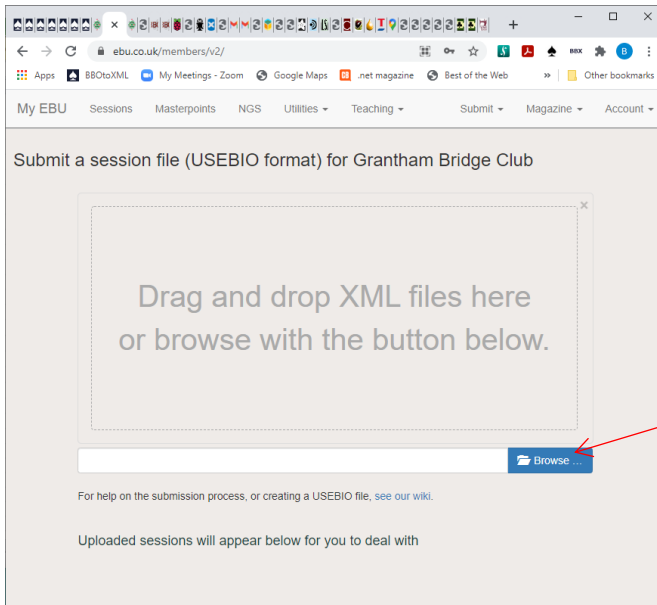 ebu.co.uk/members/v2/
BBX
B
Apps BBOtoXML My Meetings - Zoom Google Maps .net magazine Best of the Web » Other bookmarks
My EBU Sessions Masterpoints NGS Utilities Teaching Submit Magazine Account
Submit a session file (USEBIO format) for Grantham Bridge Club
Drag and drop XML files here
or browse with the button below.
Browse ...
For help on the submission process, or creating a USEBIO file, see our wiki.
Uploaded sessions will appear below for you to deal with